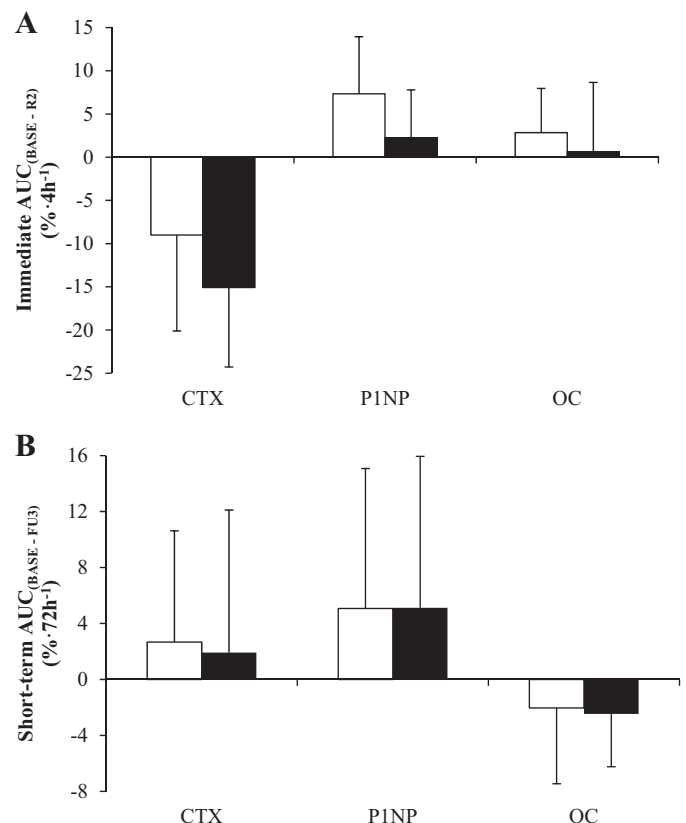 A
Immediate AUC(BASE - R2)
(%·4h-1)
15
10
5
0
-5
-10
-15
-20
-25
CTX P1NP OC
B
Short-term AUC(BASE - FU3)
(%·72h-1)
16
12
8
4
0
-4
-8
CTX P1NP OC